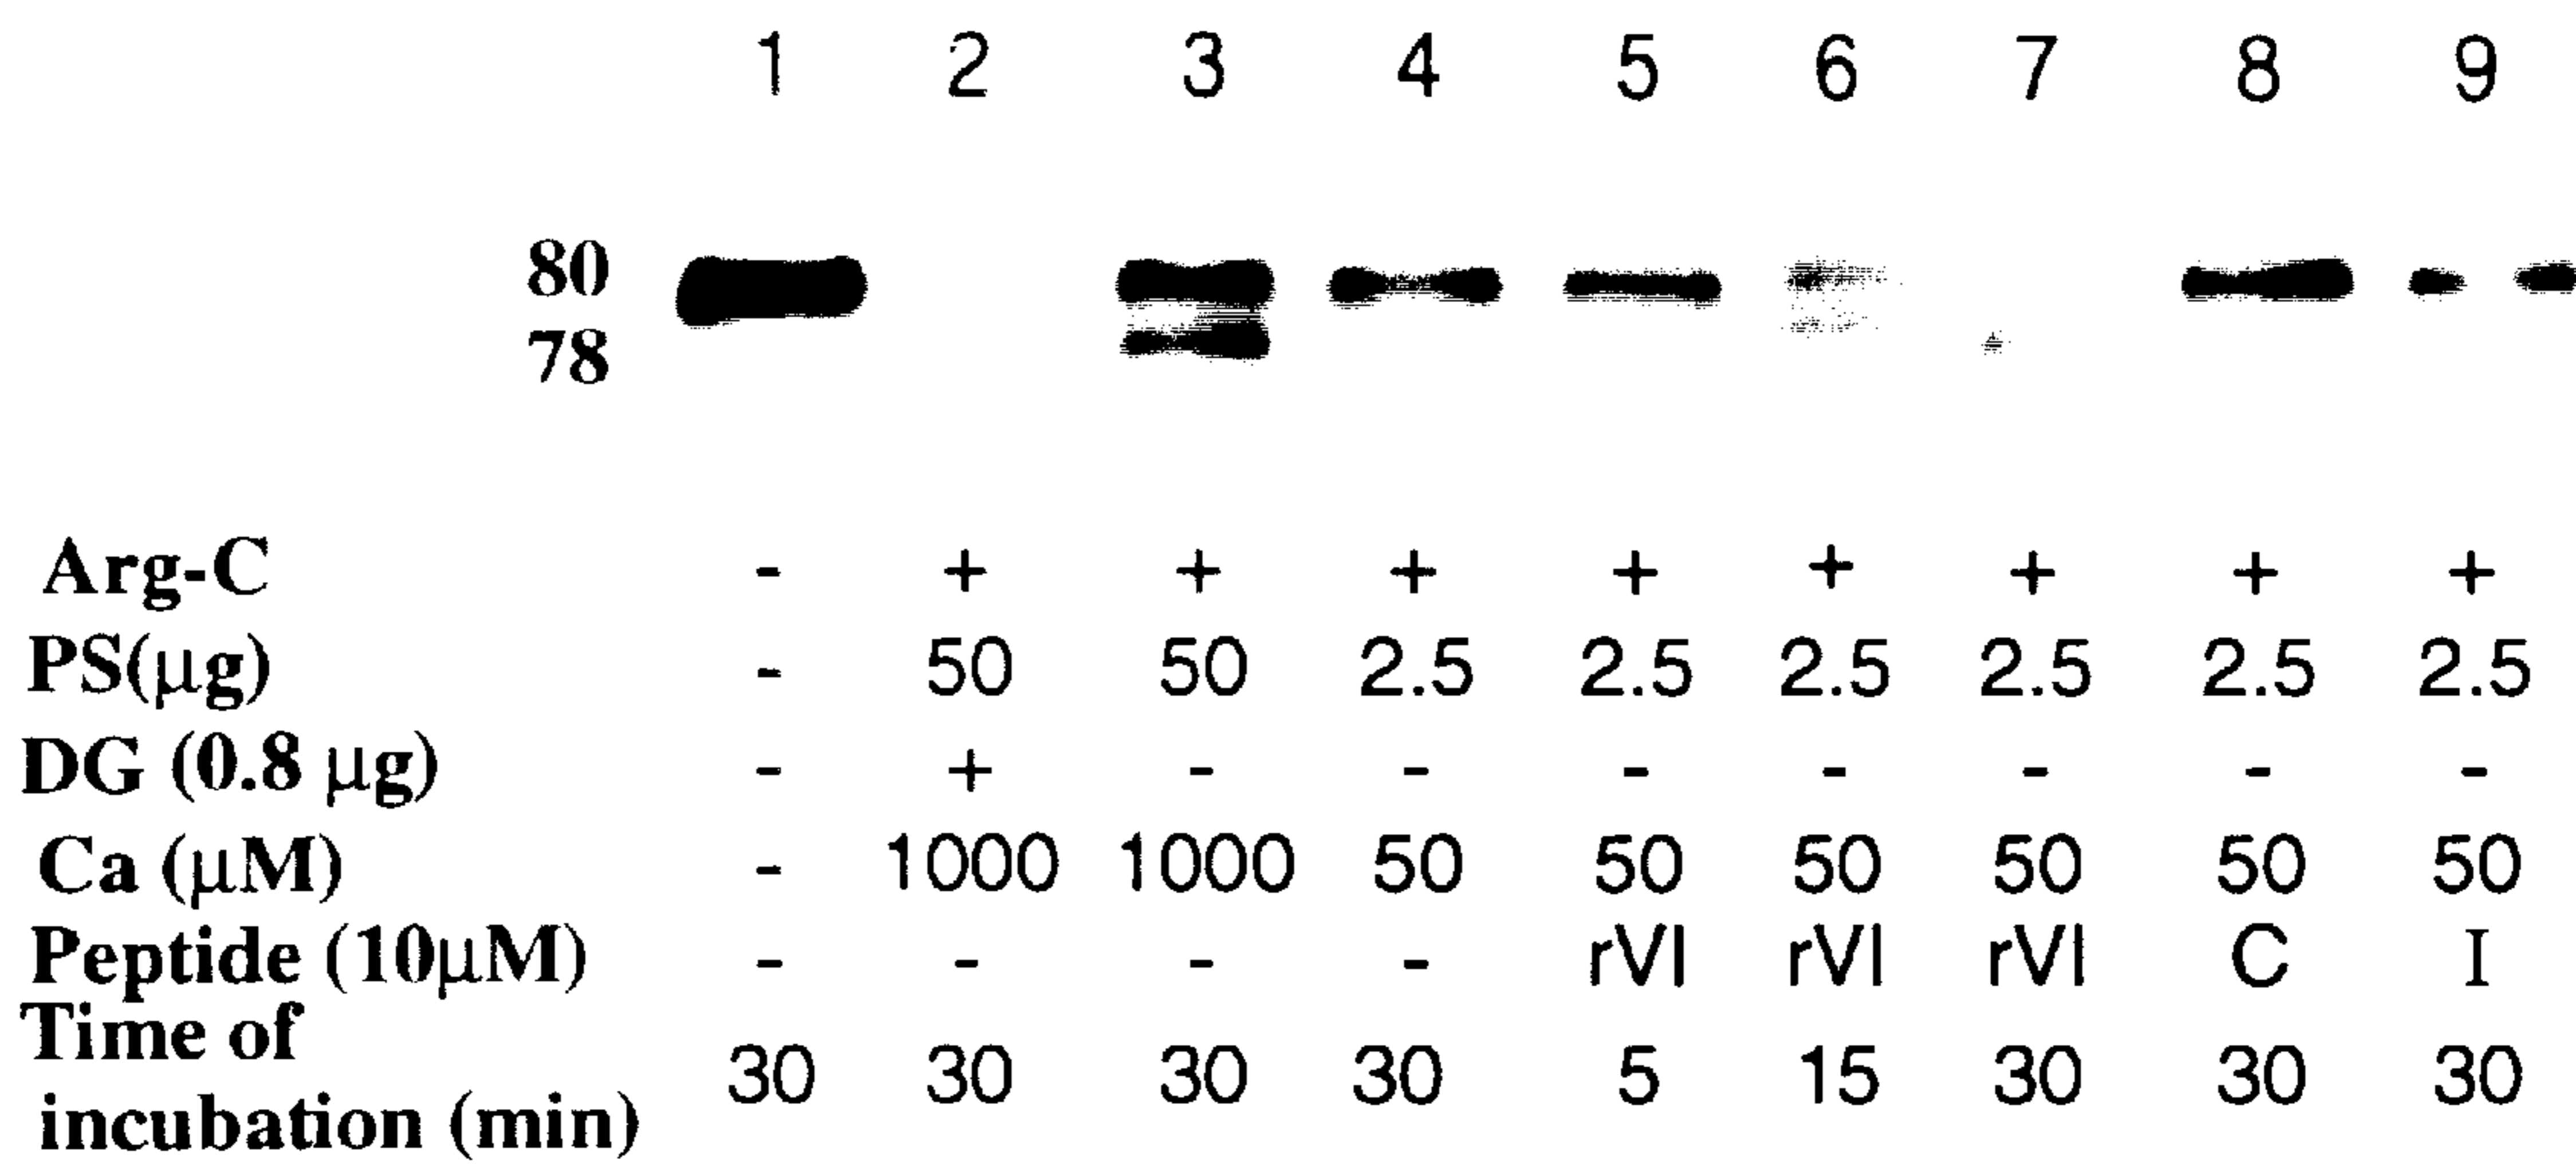 1 2 3 4 5 6 7 8 9
80
78
Arg-C - + + + + + + + +
PS(μg) - 50 50 2.5 2.5 2.5 2.5 2.5 2.5
DG (0.8 μg) - + - - - - - - -
Ca (μM) - 1000 1000 50 50 50 50 50 50
Peptide (10μM) - - - - rVI rVI rVI C I
Time of
incubation (min) 30 30 30 30 5 15 30 30 30